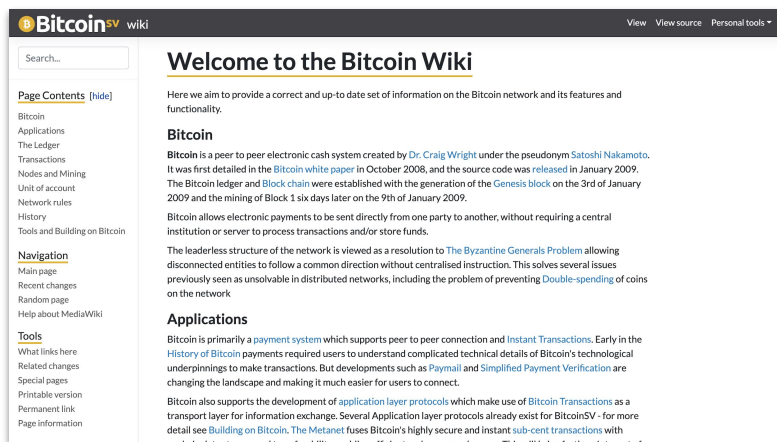 BitcoinSV wiki
View View source Personal tools
Search...
Page Contents [hide]
Bitcoin
Applications
The Ledger
Transactions
Nodes and Mining
Unit of account
Network rules
History
Tools and Building on Bitcoin
Navigation
Main page
Recent changes
Random page
Help about MediaWiki
Tools
What links here
Related changes
Special pages
Printable version
Permanent link
Page information
Welcome to the Bitcoin Wiki
Here we aim to provide a correct and up-to date set of information on the Bitcoin network and its features and
functionality.
Bitcoin
Bitcoin is a peer to peer electronic cash system created by Dr. Craig Wright under the pseudonym Satoshi Nakamoto.
It was first detailed in the Bitcoin white paper in October 2008, and the source code was released in January 2009.
The Bitcoin ledger and Block chain were established with the generation of the Genesis block on the 3rd of January
2009 and the mining of Block 1 six days later on the 9th of January 2009.
Bitcoin allows electronic payments to be sent directly from one party to another, without requiring a central
institution or server to process transactions and/or store funds.
The leaderless structure of the network is viewed as a resolution to The Byzantine Generals Problem allowing
disconnected entities to follow a common direction without centralised instruction. This solves several issues
previously seen as unsolvable in distributed networks, including the problem of preventing Double-spending of coins
on the network
Applications
Bitcoin is primarily a payment system which supports peer to peer connection and Instant Transactions. Early in the
History of Bitcoin payments required users to understand complicated technical details of Bitcoin's technological
underpinnings to make transactions. But developments such as Paymail and Simplified Payment Verification are
changing the landscape and making it much easier for users to connect.
Bitcoin also supports the development of application layer protocols which make use of Bitcoin Transactions as a
transport layer for information exchange. Several Application layer protocols already exist for BitcoinSV - for more
detail see Building on Bitcoin. The Metanet fuses Bitcoin's highly secure and instant sub-cent transactions with